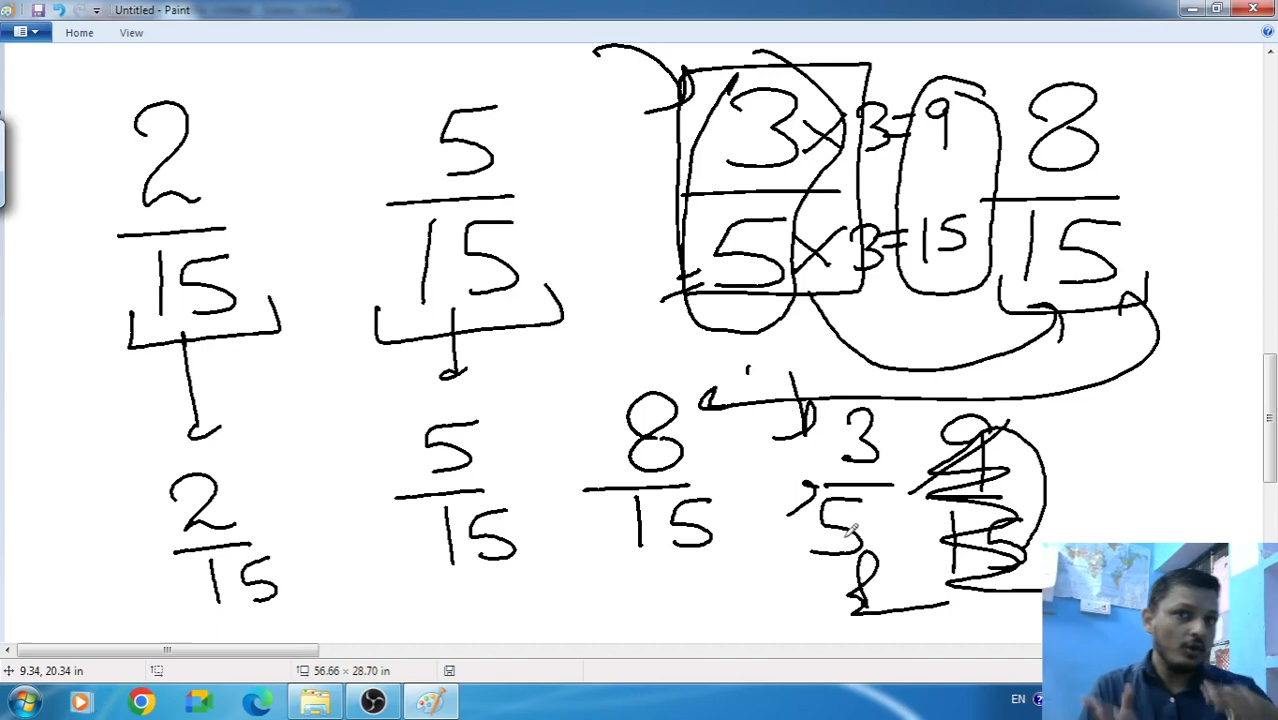 Untitled - Paint
Home View
2 5 3 × 3 = 9 8
15 15 5 × 3 = 15 15
2 5 8 3 9
15 15 15 5 15
9.34, 20.34 in 56.66 × 28.70 in
EN